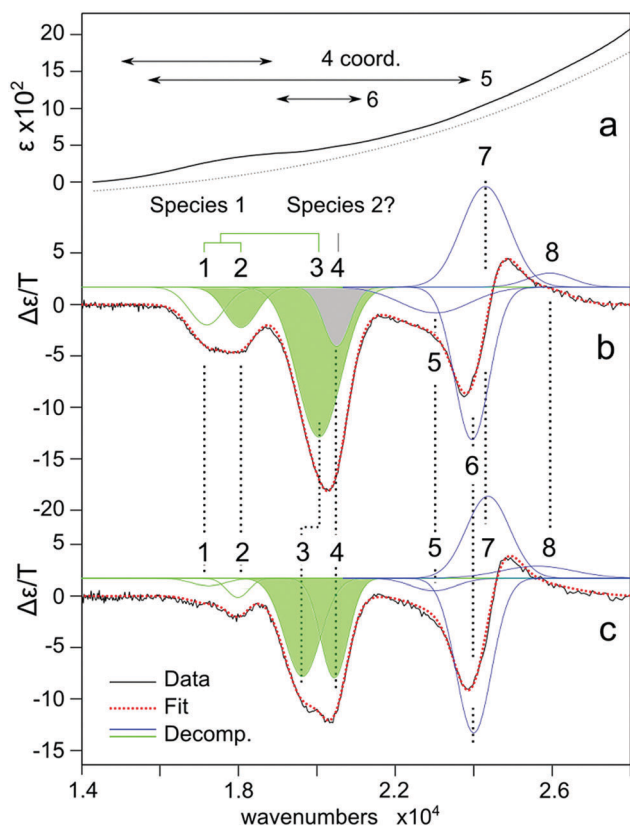 20
15
10
5
0
ε x10²
4 coord.
5
6
a
7
Species 1
Species 2?
8
1
2
3
4
5
0
-5
-10
-15
-20
Δε/T
b
5
6
5
0
-5
-10
-15
Δε/T
1
2
3
4
5
7
8
c
Data
Fit
Decomp.
1.4
1.8
2.2
2.6
wavenumbers x10⁴